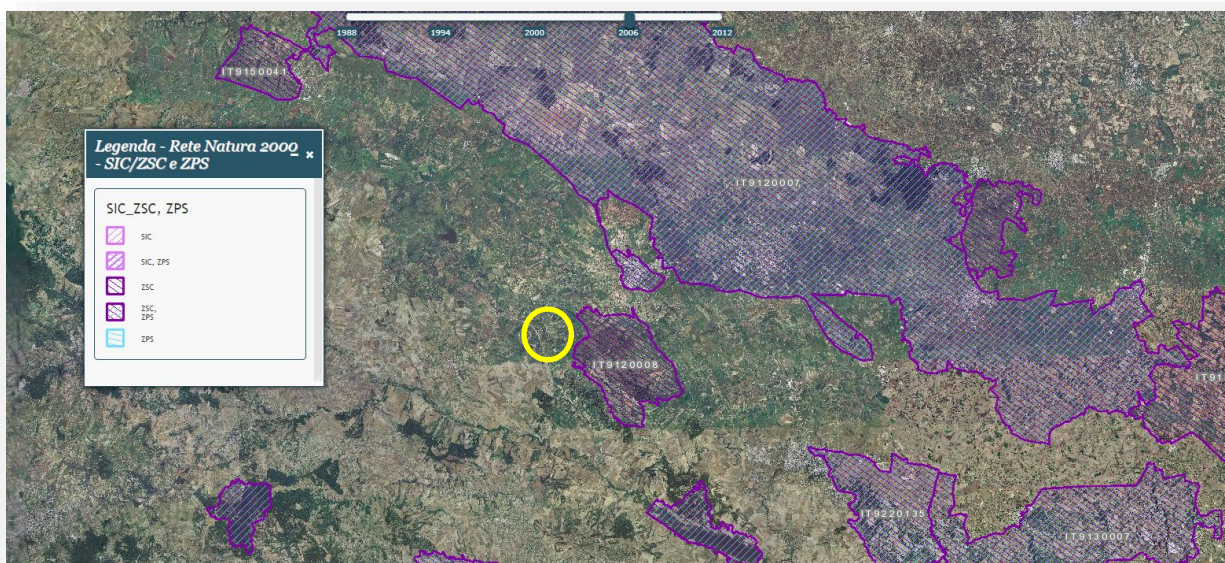 1988 1994 2000 2006 2012
IT9150041
Legenda - Rete Natura 2000
- SIC/ZSC e ZPS
SIC_ZSC, ZPS
SIC
SIC, ZPS
ZSC
ZSC,
ZPS
ZPS
IT9120007
IT9120008
IT91
IT9220135
IT9130007